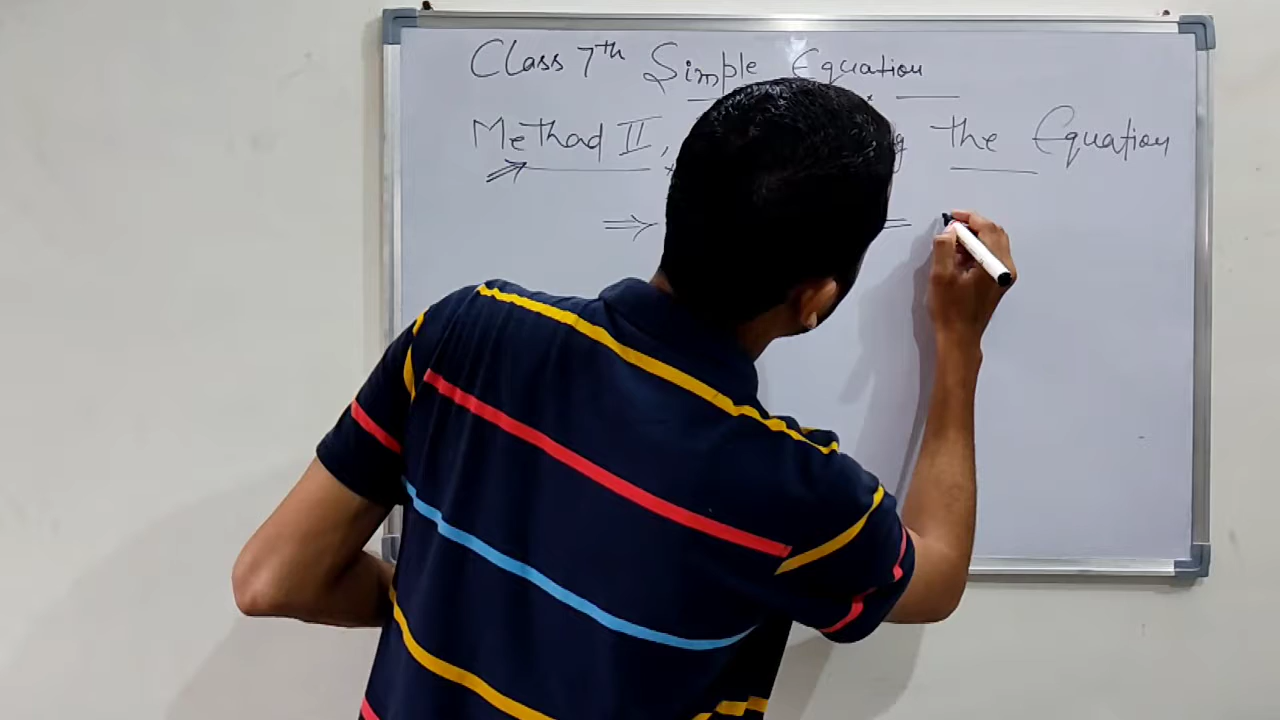 Class 7th Simple Equation
Method II, the Equation
⇒ =